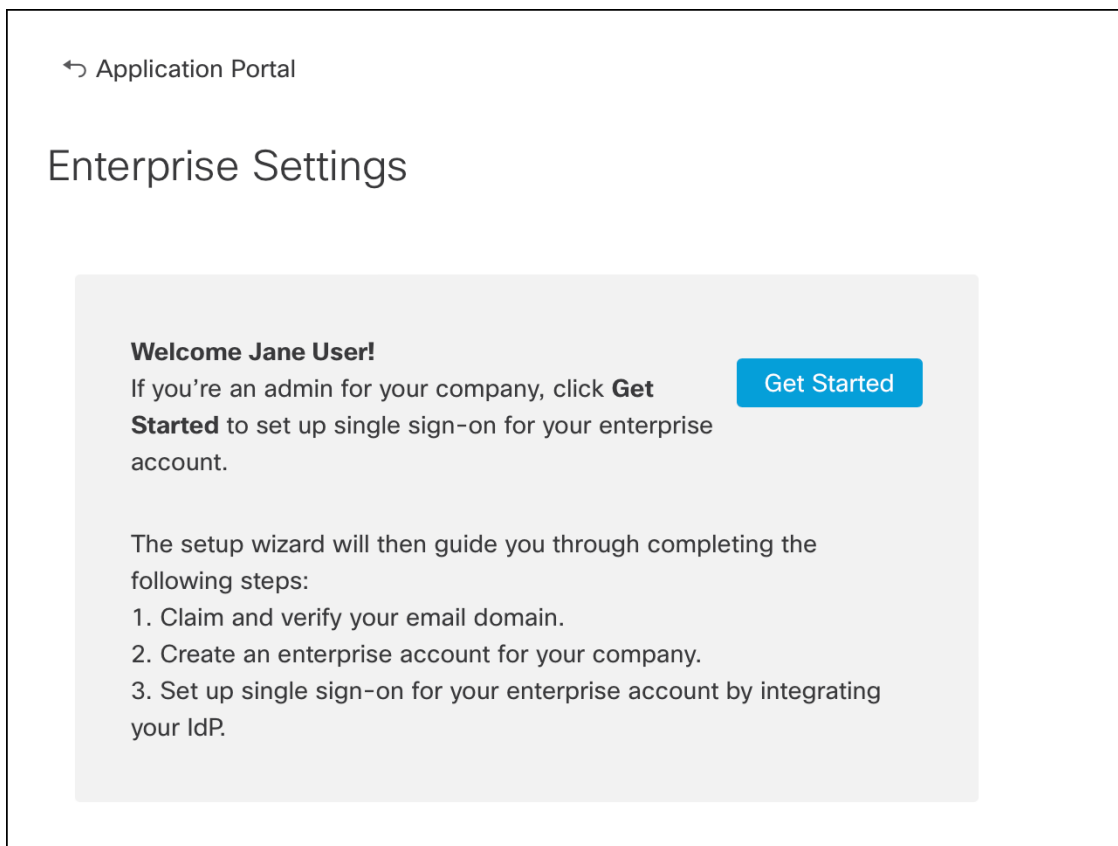 Application Portal
Enterprise Settings
Welcome Jane User!
If you’re an admin for your company, click Get
Started to set up single sign-on for your enterprise
account.
Get Started
The setup wizard will then guide you through completing the
following steps:
1. Claim and verify your email domain.
2. Create an enterprise account for your company.
3. Set up single sign-on for your enterprise account by integrating
your IdP.